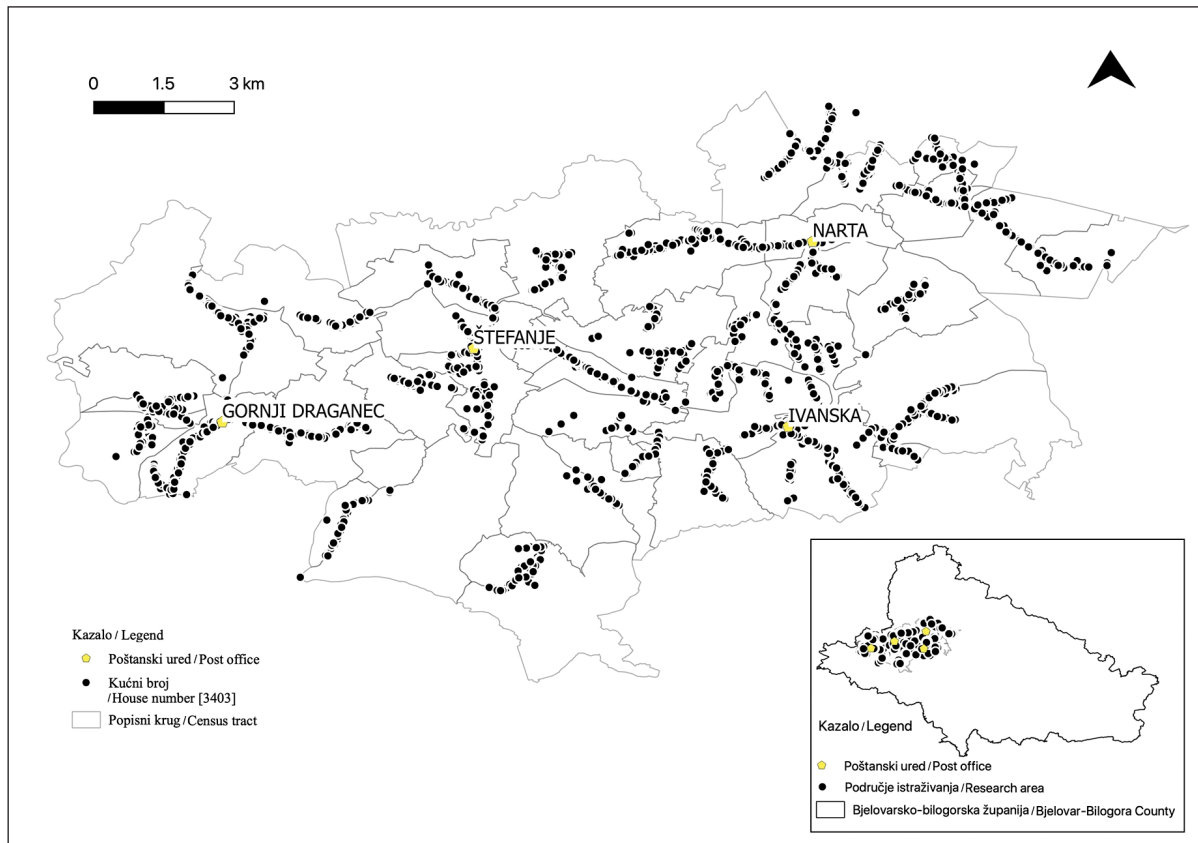 0 1.5 3 km
NARTA
ŠTEFANJE
GORNJI DRAGANEC
IVANSKA
Kazalo / Legend
Poštanski ured / Post office
Kućni broj
/ House number [3403]
Popisni krug / Census tract
Kazalo / Legend
Poštanski ured / Post office
Područje istraživanja / Research area
Bjelovarsko-bilogorska županija / Bjelovar-Bilogora County